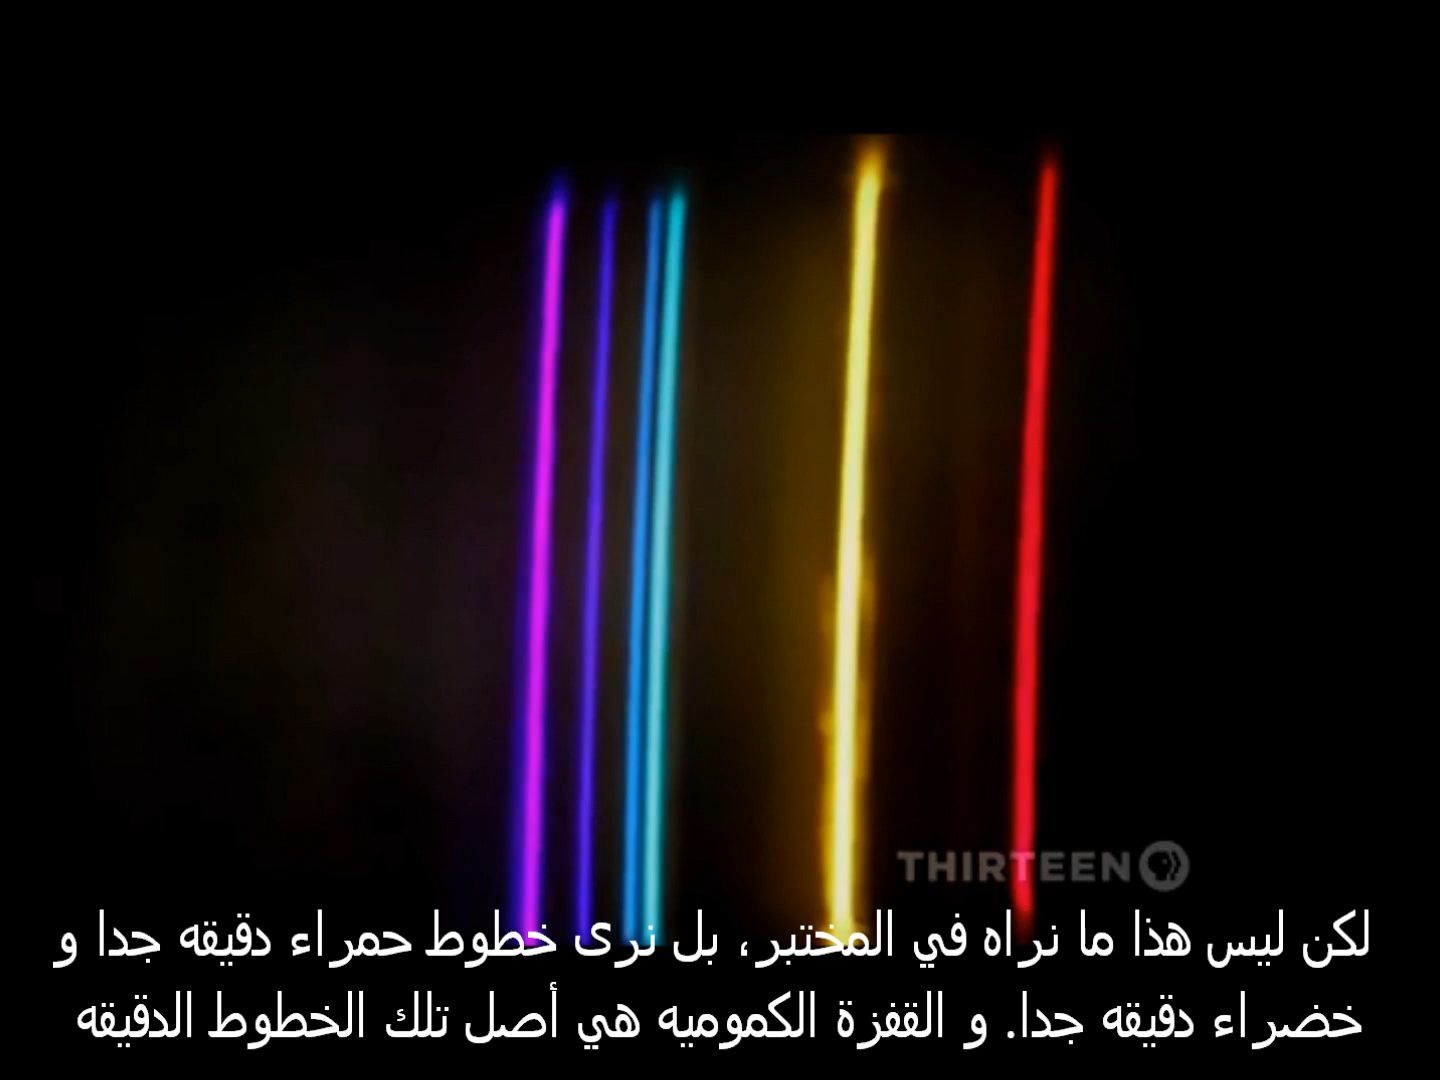 THIRTEEN
لكن ليس هذا ما نراه في المختبر، بل نرى خطوط حمراء دقيقه جدا و
خضراء دقيقه جدا. و القفزة الكموميه هي أصل تلك الخطوط الدقيقه